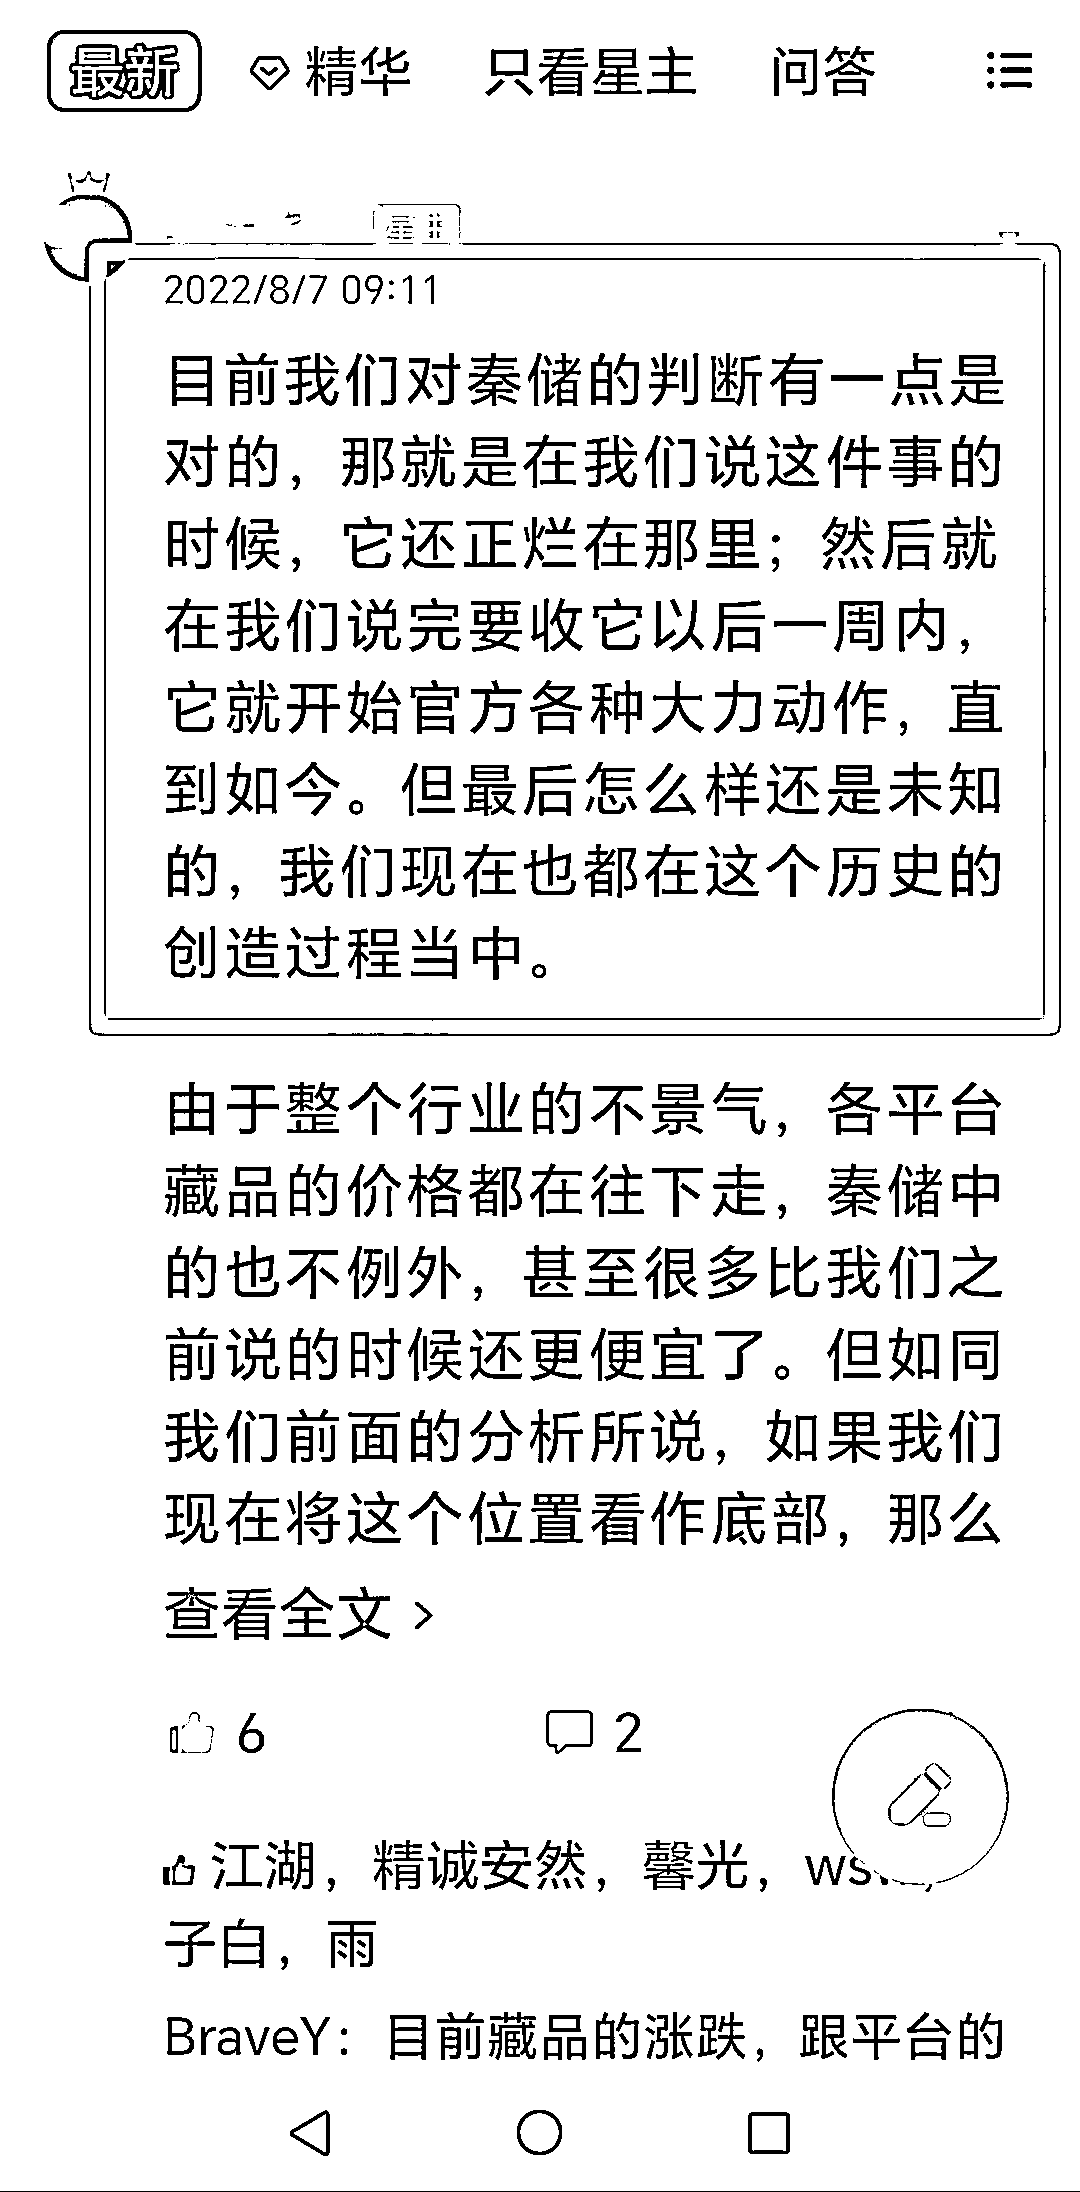 最新 精华 只看星主 问答
2022/8/7 09:11
目前我们对秦储的判断有一点是
对的，那就是在我们说这件事的
时候，它还正烂在那里；然后就
在我们说完要收它以后一周内，
它就开始官方各种大力动作，直
到如今。但最后怎么样还是未知
的，我们现在也都在这个历史的
创造过程当中。
由于整个行业的不景气，各平台
藏品的价格都在往下走，秦储中
的也不例外，甚至很多比我们之
前说的时候还更便宜了。但如同
我们前面的分析所说，如果我们
现在将这个位置看作底部，那么
查看全文 >
6 2
江湖，精诚安然，馨光，
子白，雨
BraveY：目前藏品的涨跌，跟平台的